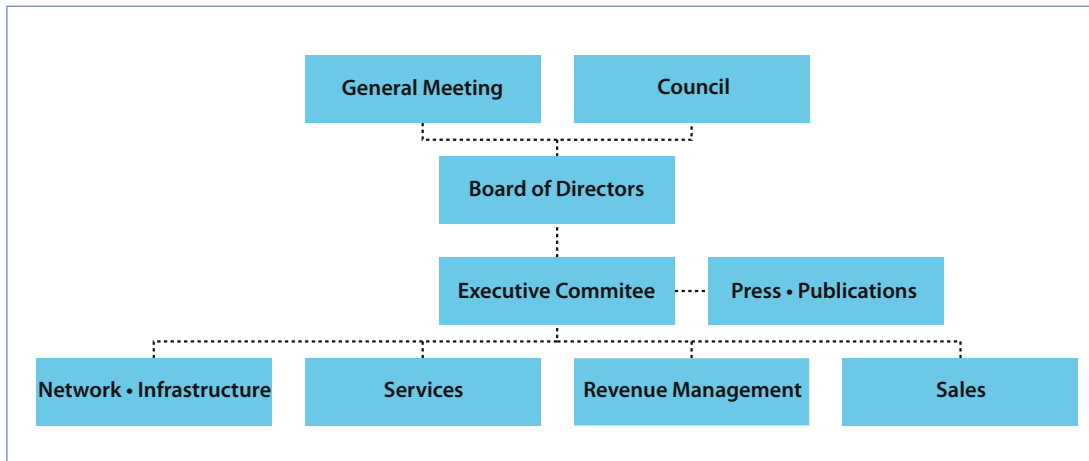 General Meeting
Council
Board of Directors
Executive Commitee
Press • Publications
Network • Infrastructure
Services
Revenue Management
Sales